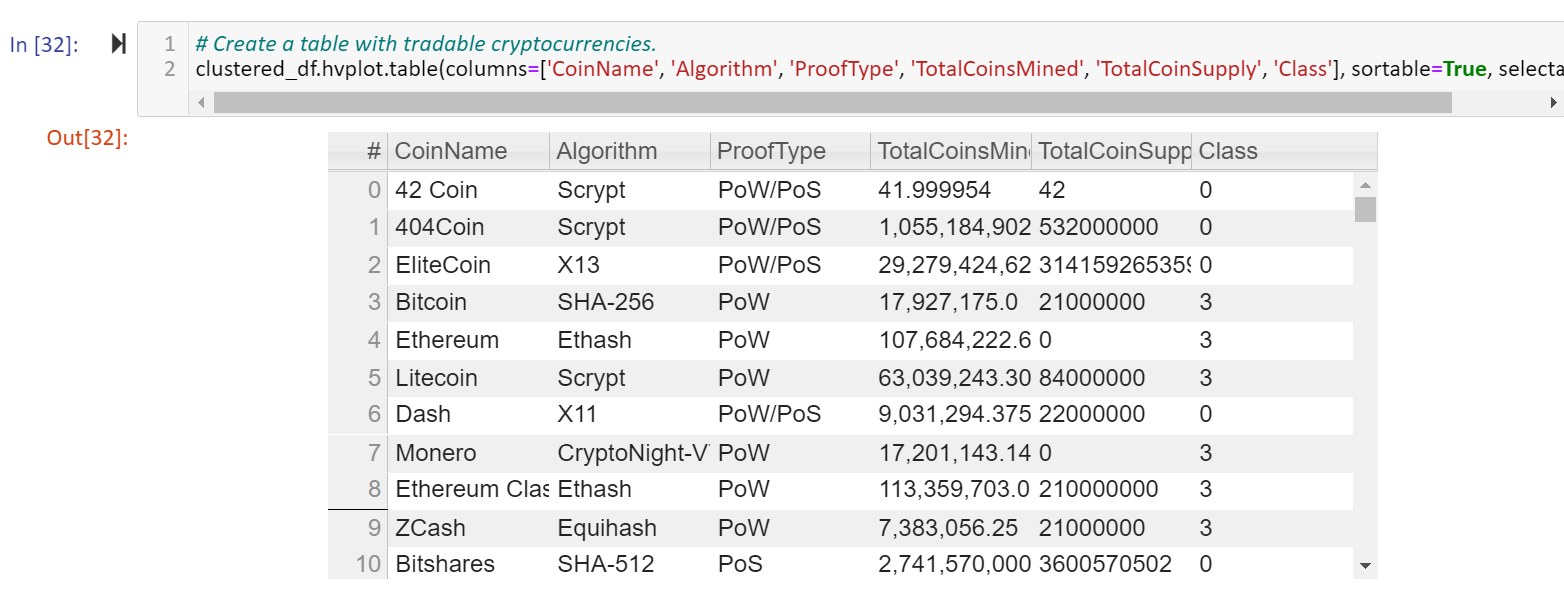 In [32]:
1 # Create a table with tradable cryptocurrencies.
2 clustered_df.hvplot.table(columns=['CoinName', 'Algorithm', 'ProofType', 'TotalCoinsMined', 'TotalCoinSupply', 'Class'], sortable=True, selecta
Out[32]:
# CoinName Algorithm ProofType TotalCoinsMin TotalCoinSupp Class
0 42 Coin Scrypt PoW/PoS 41.999954 42 0
1 404Coin Scrypt PoW/PoS 1,055,184,902 532000000 0
2 EliteCoin X13 PoW/PoS 29,279,424,62 31415926535 0
3 Bitcoin SHA-256 PoW 17,927,175.0 21000000 3
4 Ethereum Ethash PoW 107,684,222.6 0 3
5 Litecoin Scrypt PoW 63,039,243.30 84000000 3
6 Dash X11 PoW/PoS 9,031,294.375 22000000 0
7 Monero CryptoNight-V PoW 17,201,143.14 0 3
8 Ethereum Clas Ethash PoW 113,359,703.0 210000000 3
9 ZCash Equihash PoW 7,383,056.25 21000000 3
10 Bitshares SHA-512 PoS 2,741,570,000 3600570502 0